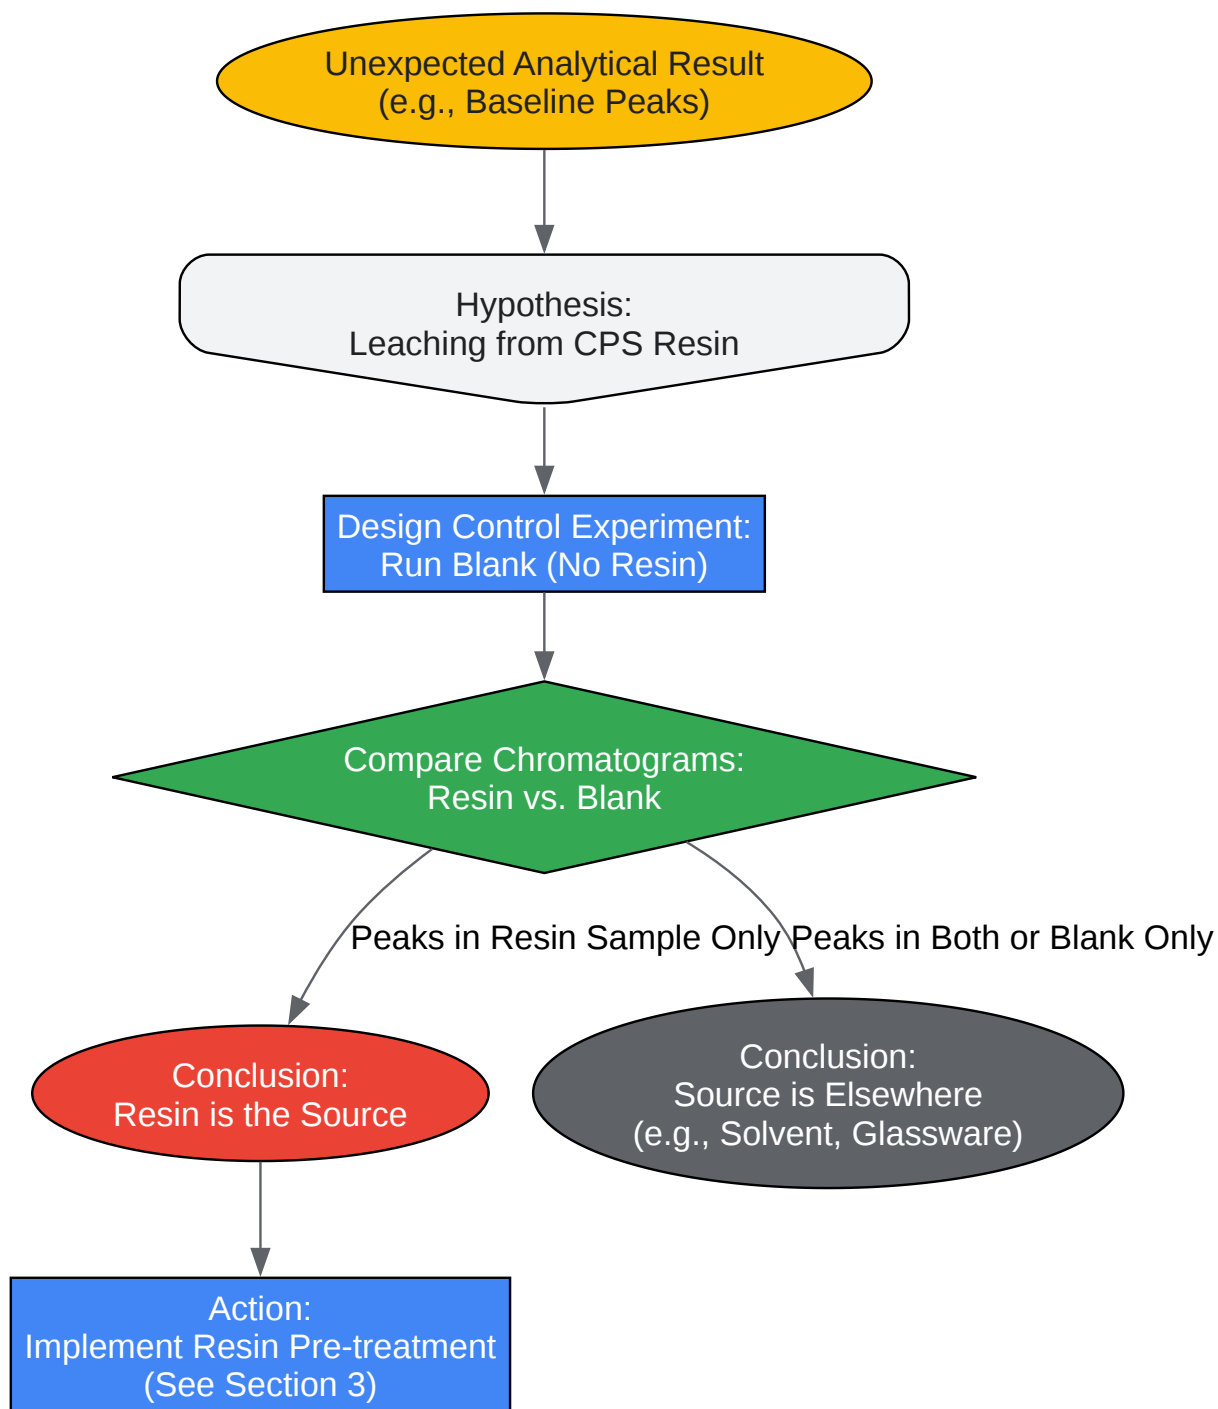 Unexpected Analytical Result
(e.g., Baseline Peaks)
Hypothesis:
Leaching from CPS Resin
Design Control Experiment:
Run Blank (No Resin)
Compare Chromatograms:
Resin vs. Blank
Peaks in Resin Sample Only
Peaks in Both or Blank Only
Conclusion:
Resin is the Source
Conclusion:
Source is Elsewhere
(e.g., Solvent, Glassware)
Action:
Implement Resin Pre-treatment
(See Section 3)